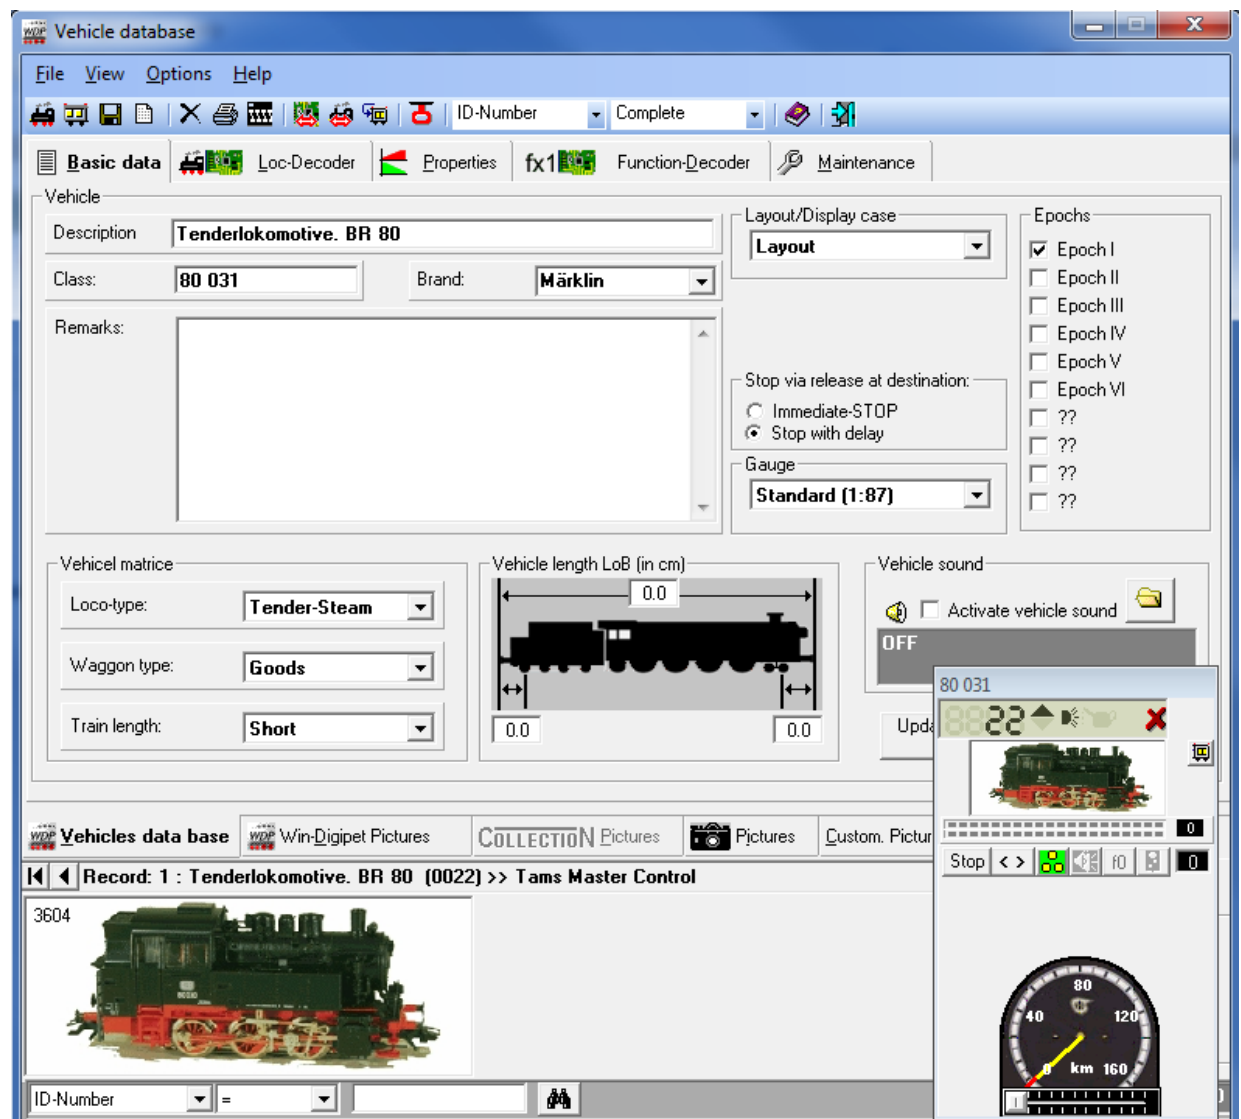 WDP Vehicle database
File View Options Help
ID-Number Complete
Basic data Loc-Decoder Properties fx1 Function-Decoder Maintenance
Vehicle
Description Tenderlokomotive. BR 80
Class: 80 031 Brand: Märklin
Remarks:
Layout/Display case
Layout
Stop via release at destination:
Immediate-STOP
Stop with delay
Gauge
Standard (1:87)
Epochs
Epoch I
Epoch II
Epoch III
Epoch IV
Epoch V
Epoch VI
??
??
??
??
Vehicel matrice
Loco-type: Tender-Steam
Waggon type: Goods
Train length: Short
Vehicle length LoB (in cm)
0.0
0.0 0.0
Vehicle sound
Activate vehicle sound
OFF
Upda
80 031
22
0
Stop < > f0 0
80
40 120
0 km 160
WDP Vehicles data base WDP Win-Digipet Pictures COLLECTION Pictures Pictures Custom. Pictur
Record: 1 : Tenderlokomotive. BR 80 (0022) >> Tams Master Control
3604
ID-Number =